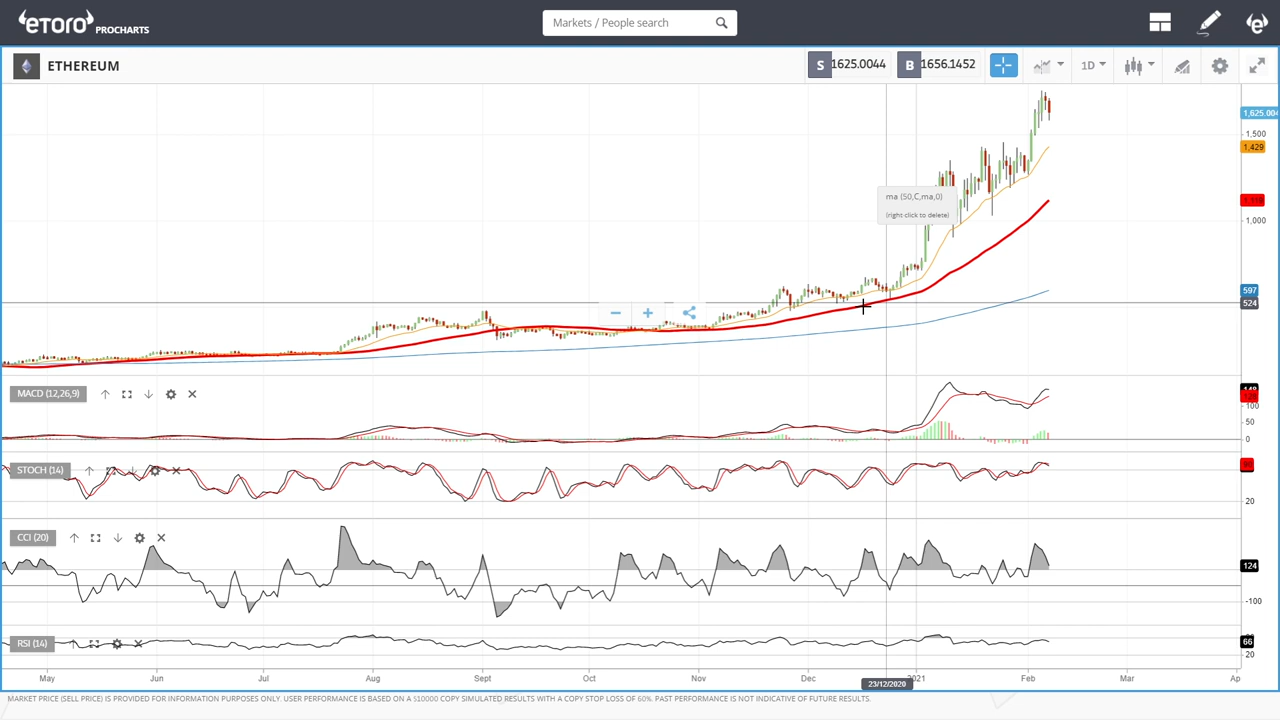 eToro PROCHARTS
Markets / People search
ETHEREUM
S 1625.0044
B 1656.1452
1D
1,625.004
1,500
1,429
ma (50,C,ma,0)
(right click to delete)
1,000
597
524
MACD (12,26,9)
100
50
0
STOCH (14)
20
CCI (20)
124
-100
RSI (14)
66
20
May Jun Jul Aug Sept Oct Nov Dec 2021 Feb Mar Ap
23/12/2020
MARKET PRICE (SELL PRICE) IS PROVIDED FOR INFORMATION PURPOSES ONLY. USER PERFORMANCE IS BASED ON A $10000 COPY SIMULATED RESULTS WITH A COPY STOP LOSS OF 60%. PAST PERFORMANCE IS NOT INDICATIVE OF FUTURE RESULTS.